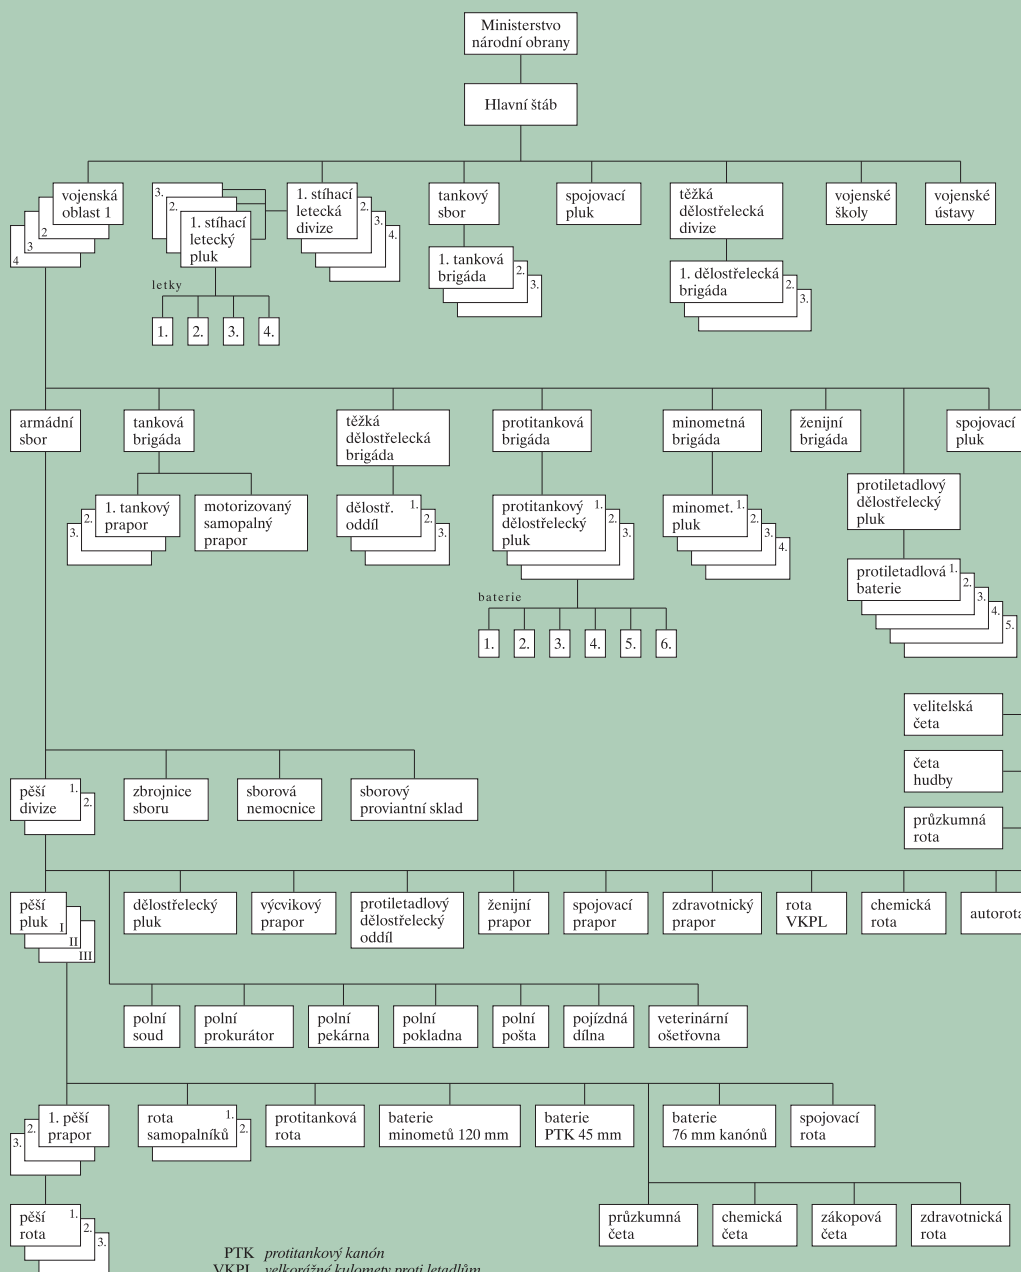 Ministerstvo
národní obrany
Hlavní štáb
vojenská
oblast 1
2
3
4
3.
2.
1. stíhací
letecký
pluk
letky
1.
2.
3.
4.
1. stíhací
letecká
divize
2.
3.
4.
tankový
sbor
1. tanková
brigáda
2.
3.
spojovací
pluk
těžká
dělostřelecká
divize
1. dělostřelecká
brigáda
2.
3.
vojenské
školy
vojenské
ústavy
armádní
sbor
tanková
brigáda
1. tankový
prapor
2.
3.
motorizovaný
samopalný
prapor
těžká
dělostřelecká
brigáda
dělostř. 1.
oddíl
2.
3.
protitanková
brigáda
protitankový 1.
dělostřelecký
pluk
2.
3.
baterie
1.
2.
3.
4.
5.
6.
minometná
brigáda
minomet. 1.
pluk
2.
3.
4.
ženijní
brigáda
protiletadlový
dělostřelecký
pluk
protiletadlová 1.
baterie
2.
3.
4.
5.
spojovací
pluk
velitelská
četa
četa
hudby
průzkumná
rota
pěší 1.
divize
2.
zbrojnice
sboru
sborová
nemocnice
sborový
proviantní sklad
pěší
pluk
I
II
III
dělostřelecký
pluk
výcvikový
prapor
protiletadlový
dělostřelecký
oddíl
ženijní
prapor
spojovací
prapor
zdravotnický
prapor
rota
VKPL
chemická
rota
autorota
polní
soud
polní
prokurátor
polní
pekárna
polní
pokladna
polní
pošta
pojízdná
dílna
veterinární
ošetřovna
1. pěší
prapor
2.
3.
rota 1.
samopalníků
2.
protitanková
rota
baterie
minometů 120 mm
baterie
PTK 45 mm
baterie
76 mm kanónů
spojovací
rota
pěší 1.
rota
2.
3.
průzkumná
četa
chemická
četa
zákopová
četa
zdravotnická
rota
PTK protitankový kanón
VKPL velkorážné kulomety proti letadlům